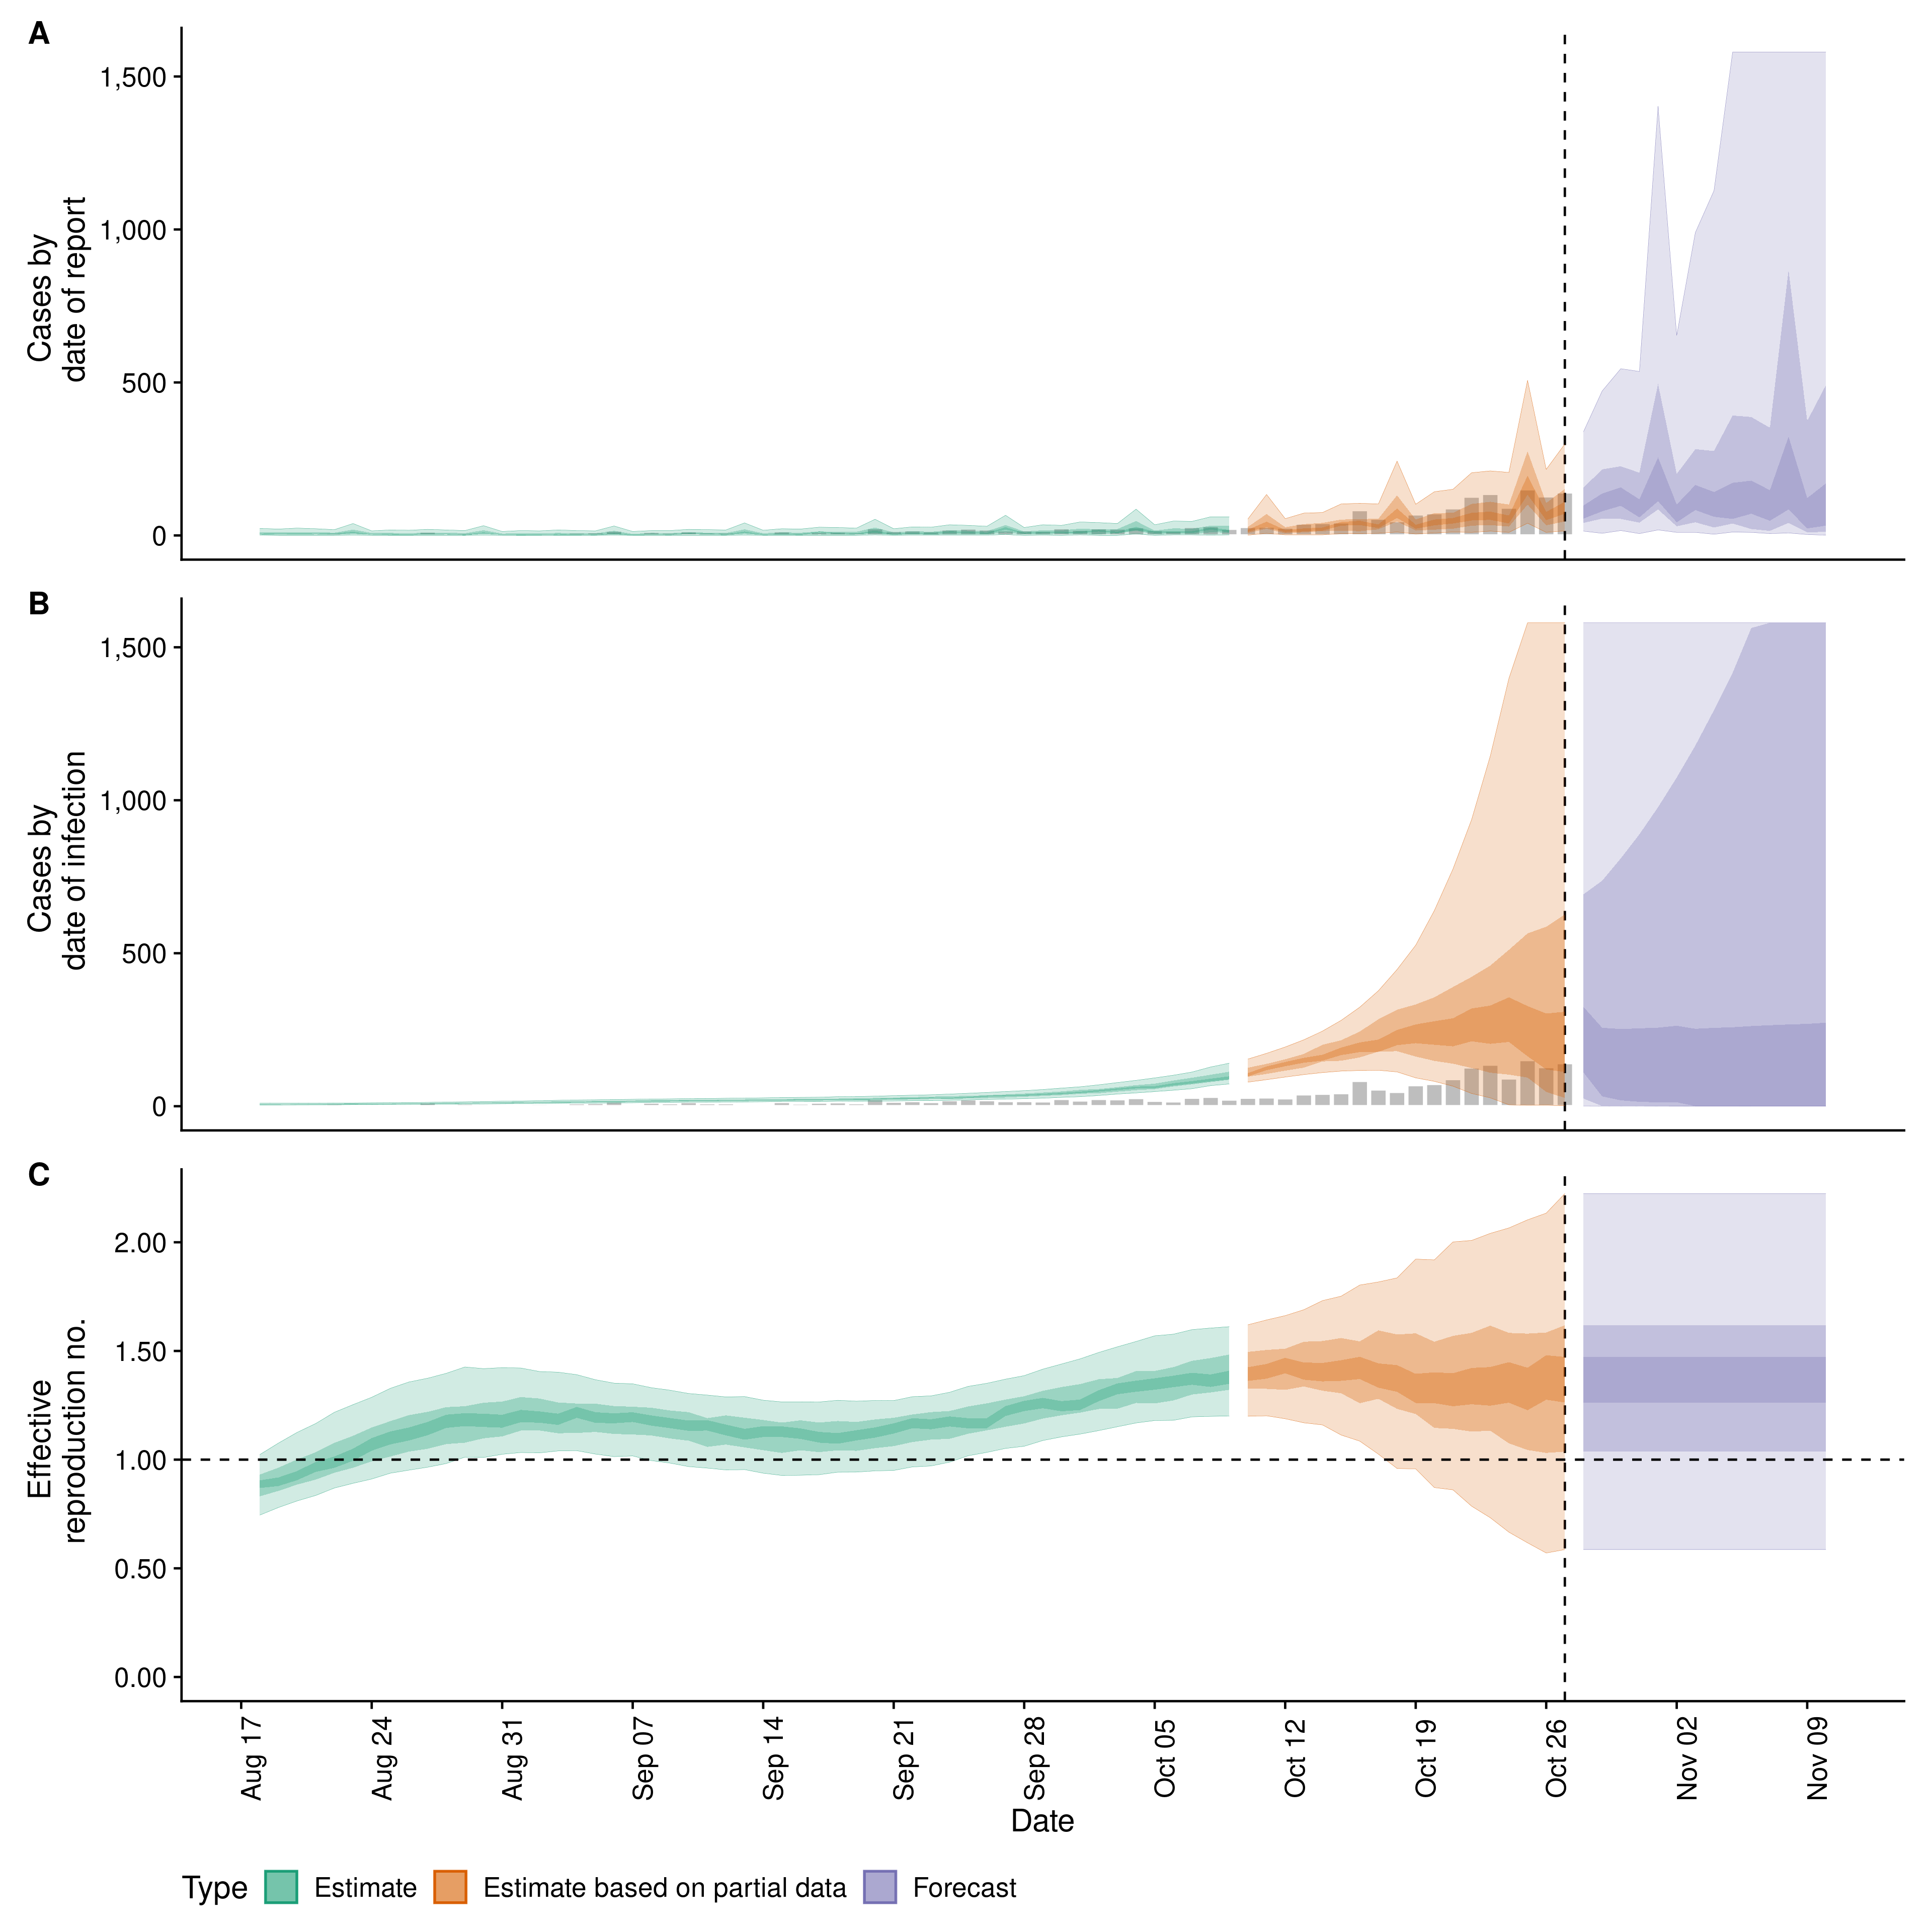 A
Cases by
date of report
1,500
1,000
500
0
B
Cases by
date of infection
1,500
1,000
500
0
C
Effective
reproduction no.
2.00
1.50
1.00
0.50
0.00
Aug 17
Aug 24
Aug 31
Sep 07
Sep 14
Sep 21
Sep 28
Oct 05
Oct 12
Oct 19
Oct 26
Nov 02
Nov 09
Date
Type Estimate Estimate based on partial data Forecast